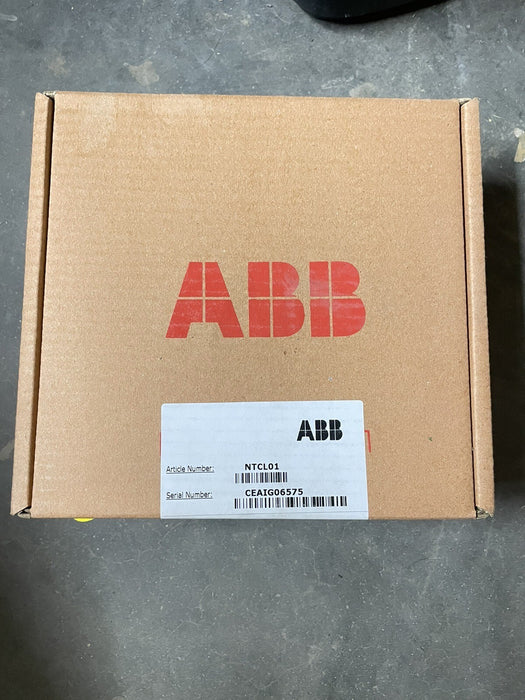 ABB
ABB
Article Number: NTCL01
Serial Number: CEAIG06575